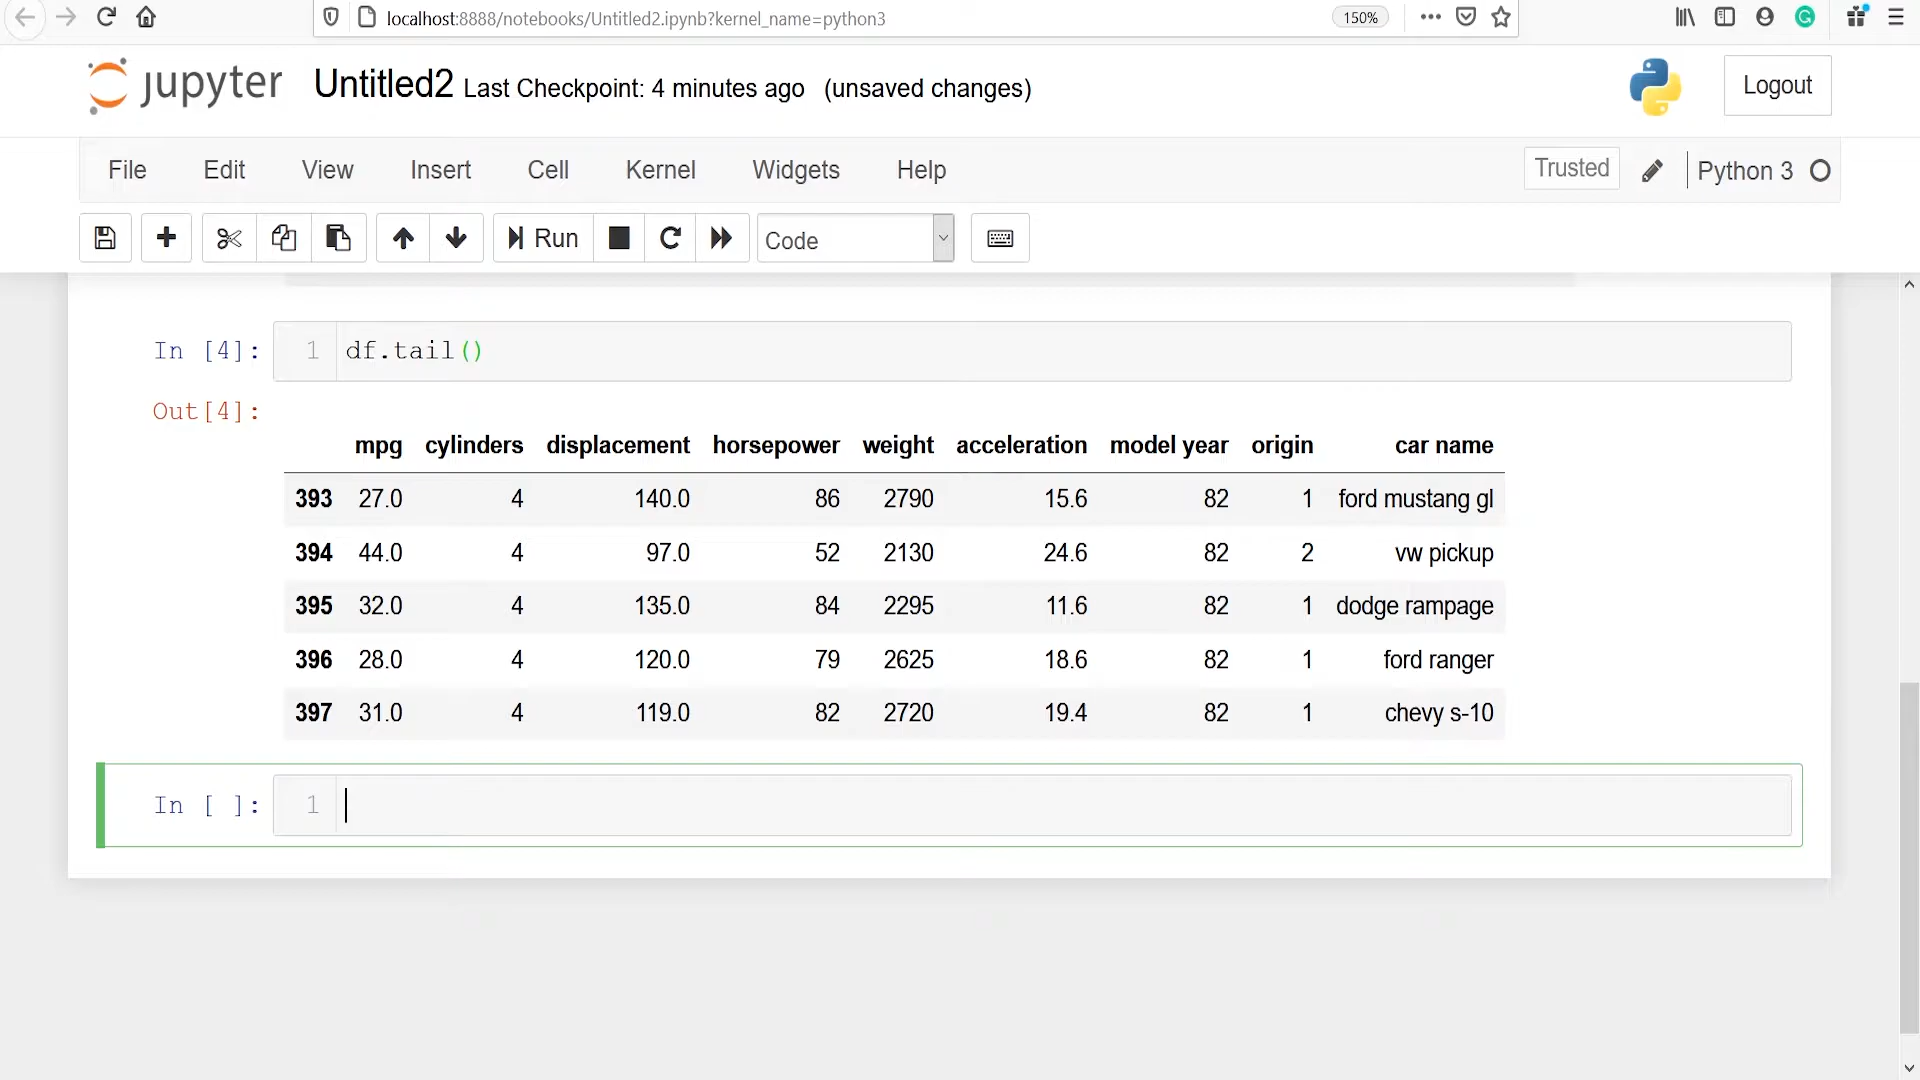 localhost:8888/notebooks/Untitled2.ipynb?kernel_name=python3 150%
jupyter Untitled2 Last Checkpoint: 4 minutes ago (unsaved changes) Logout
File Edit View Insert Cell Kernel Widgets Help Trusted Python 3
Run Code
In [4]: 1 df.tail()
Out[4]:
mpg cylinders displacement horsepower weight acceleration model year origin car name
393 27.0 4 140.0 86 2790 15.6 82 1 ford mustang gl
394 44.0 4 97.0 52 2130 24.6 82 2 vw pickup
395 32.0 4 135.0 84 2295 11.6 82 1 dodge rampage
396 28.0 4 120.0 79 2625 18.6 82 1 ford ranger
397 31.0 4 119.0 82 2720 19.4 82 1 chevy s-10
In [ ]: 1